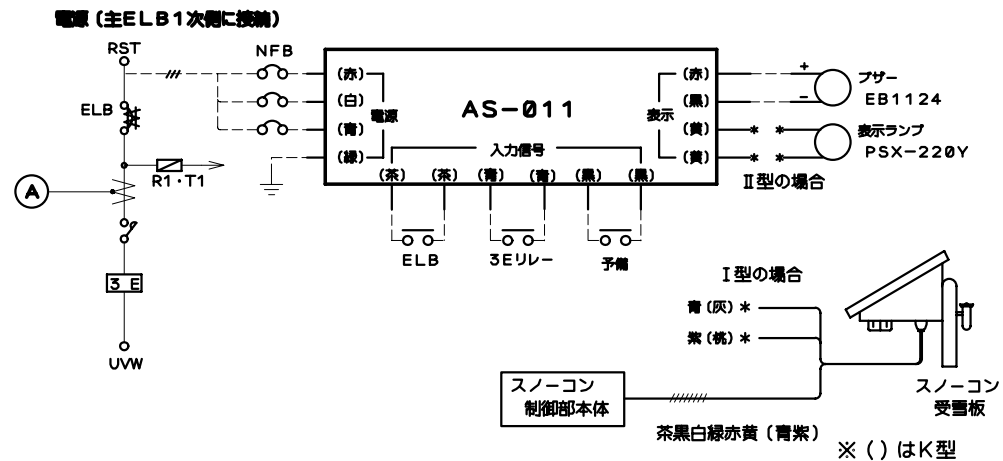 電源（主ELB1次側に接続）
RST
NFB
ELB
R1・T1
A
3 E
UVW
(赤)
(白)
(青)
(緑)
電源
AS-011
表示
(赤)
(黒)
(黄)
(黄)
入力信号
(茶) (茶) (青) (青) (黒) (黒)
ELB
3Eリレー
予備
+
-
ブザー
EB1124
* *
* *
表示ランプ
PSX-220Y
Ⅱ型の場合
Ⅰ型の場合
青(灰) *
紫(桃) *
スノーコン
制御部本体
茶黒白緑赤黄（青紫）
スノーコン
受雪板
※ ( ) はK型